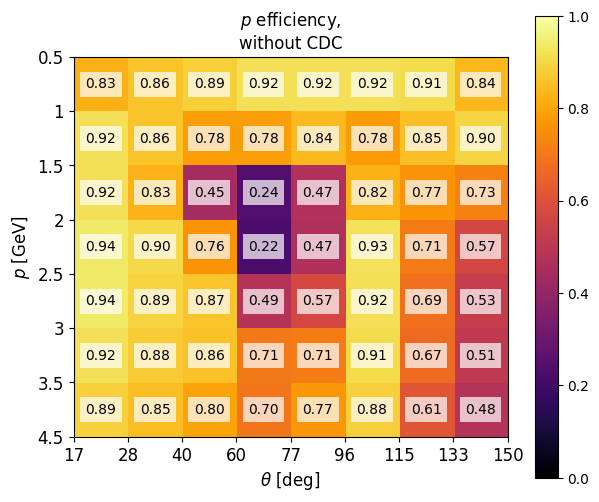 p efficiency,
without CDC
0.5
0.83 0.86 0.89 0.92 0.92 0.92 0.91 0.84
1
0.92 0.86 0.78 0.78 0.84 0.78 0.85 0.90
1.5
0.92 0.83 0.45 0.24 0.47 0.82 0.77 0.73
2
0.94 0.90 0.76 0.22 0.47 0.93 0.71 0.57
2.5
0.94 0.89 0.87 0.49 0.57 0.92 0.69 0.53
3
0.92 0.88 0.86 0.71 0.71 0.91 0.67 0.51
3.5
0.89 0.85 0.80 0.70 0.77 0.88 0.61 0.48
4.5
17 28 40 60 77 96 115 133 150
θ [deg]
p [GeV]
1.0
0.8
0.6
0.4
0.2
0.0